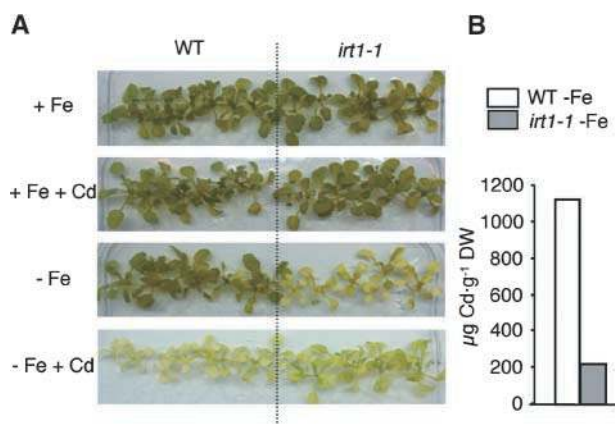 A
WT
irt1-1
+ Fe
+ Fe + Cd
- Fe
- Fe + Cd
B
WT -Fe
irt1-1 -Fe
µg Cd·g⁻¹ DW
1200
1000
800
600
400
200
0